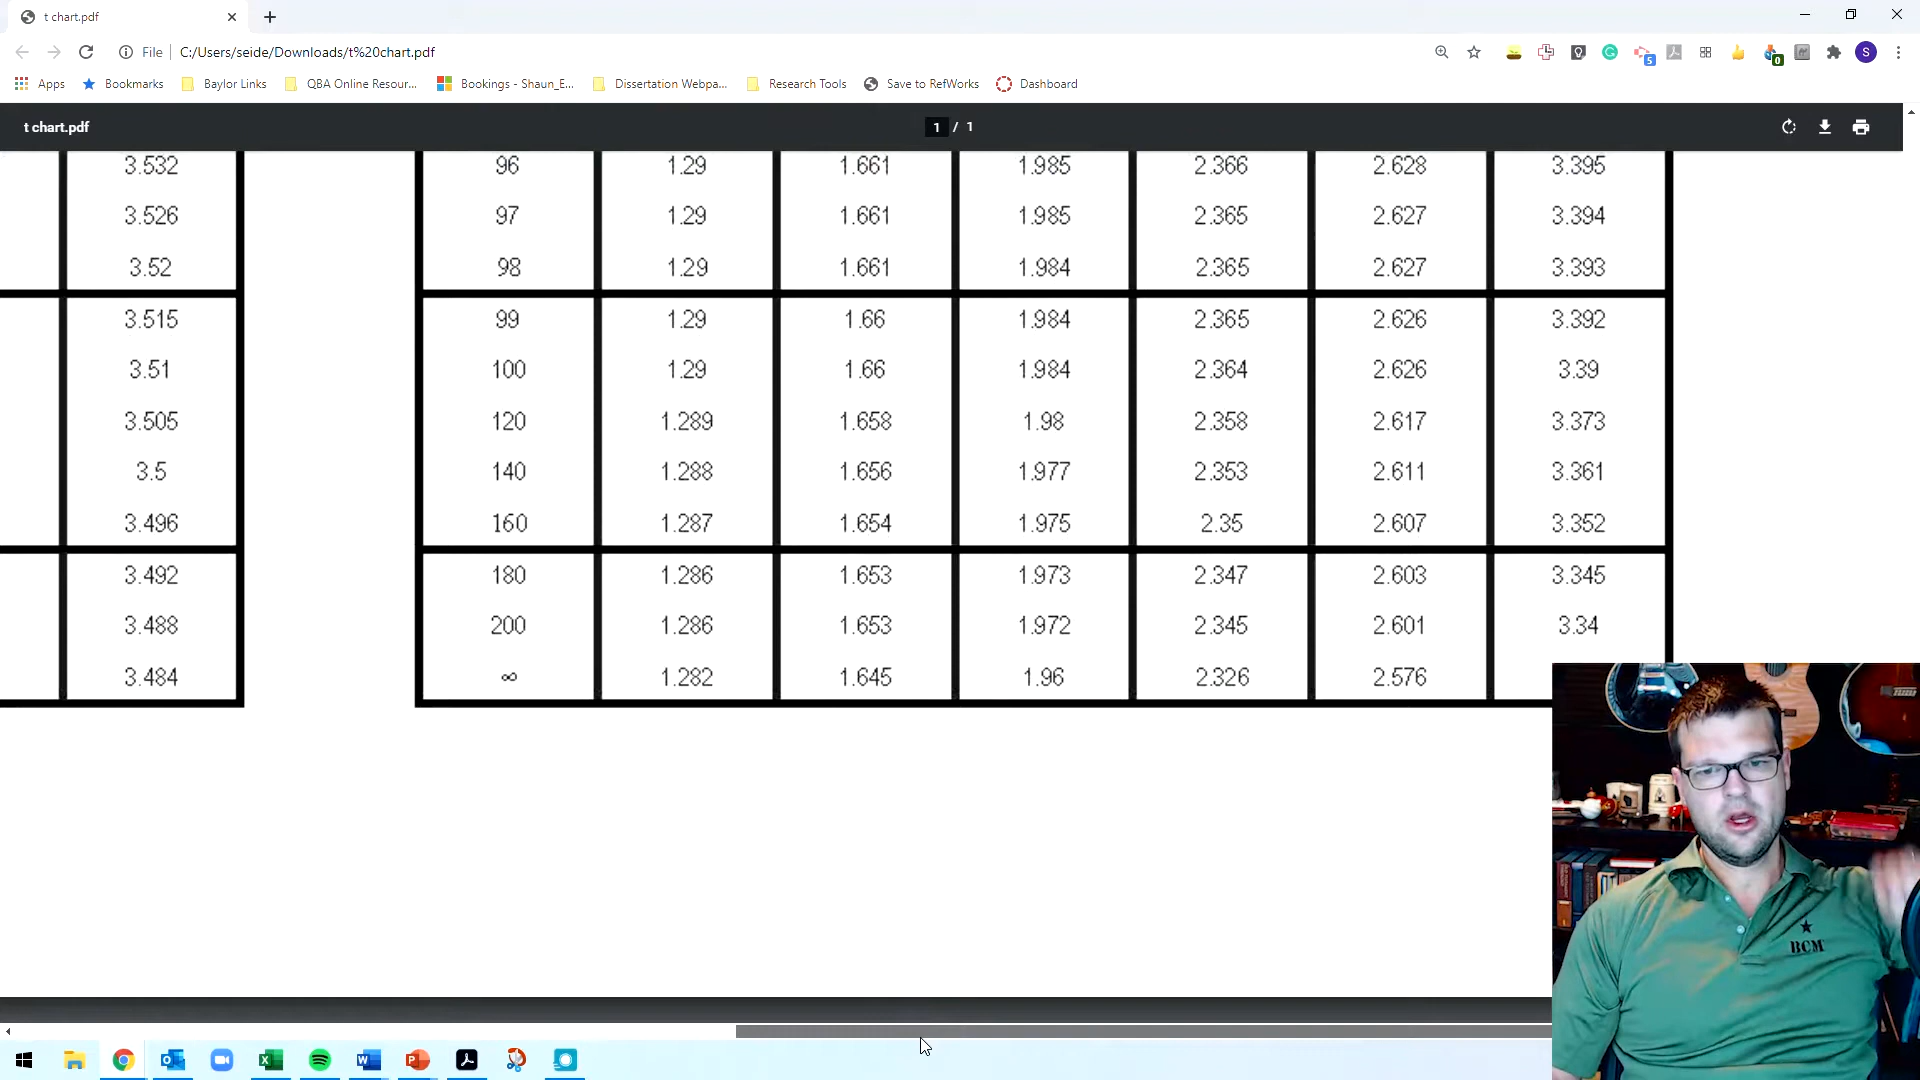 t chart.pdf
File C:/Users/seide/Downloads/t%20chart.pdf
5
0
S
Apps Bookmarks Baylor Links QBA Online Resour... Bookings - Shaun_E... Dissertation Webpa... Research Tools Save to RefWorks Dashboard
t chart.pdf 1 / 1
3.532 96 1.29 1.661 1.985 2.366 2.628 3.395
3.526 97 1.29 1.661 1.985 2.365 2.627 3.394
3.52 98 1.29 1.661 1.984 2.365 2.627 3.393
3.515 99 1.29 1.66 1.984 2.365 2.626 3.392
3.51 100 1.29 1.66 1.984 2.364 2.626 3.39
3.505 120 1.289 1.658 1.98 2.358 2.617 3.373
3.5 140 1.288 1.656 1.977 2.353 2.611 3.361
3.496 160 1.287 1.654 1.975 2.35 2.607 3.352
3.492 180 1.286 1.653 1.973 2.347 2.603 3.345
3.488 200 1.286 1.653 1.972 2.345 2.601 3.34
3.484 ∞ 1.282 1.645 1.96 2.326 2.576
BCM